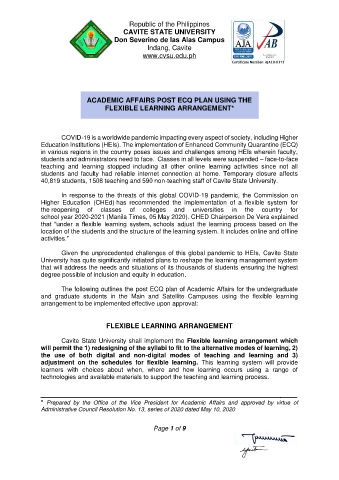 Republic of the Philippines
CAVITE STATE UNIVERSITY
Don Severino de las Alas Campus
Indang, Cavite
www.cvsu.edu.ph
AJA
PAB
ACADEMIC AFFAIRS POST ECQ PLAN USING THE
FLEXIBLE LEARNING ARRANGEMENT*
COVID-19 is a worldwide pandemic impacting every aspect of society, including Higher
Education Institutions (HEIs). The implementation of Enhanced Community Quarantine (ECQ)
in various regions in the country poses issues and challenges among HEIs wherein faculty,
students and administrators need to face. Classes in all levels were suspended – face-to-face
teaching and learning stopped including all other online learning activities since not all
students and faculty had reliable internet connection at home. Temporary closure affects
40,819 students, 1508 teaching and 590 non-teaching staff of Cavite State University.
In response to the threats of this global COVID-19 pandemic, the Commission on
Higher Education (CHEd) has recommended the implementation of a flexible system for
the reopening of classes of colleges and universities in the country for
school year 2020-2021 (Manila Times, 05 May 2020). CHED Chairperson De Vera explained
that "under a flexible learning system, schools adjust the learning process based on the
location of the students and the structure of the learning system. It includes online and offline
activities."
Given the unprecedented challenges of this global pandemic to HEIs, Cavite State
University has quite significantly initiated plans to reshape the learning management system
that will address the needs and situations of its thousands of students ensuring the highest
degree possible of inclusion and equity in education.
The following outlines the post ECQ plan of Academic Affairs for the undergraduate
and graduate students in the Main and Satellite Campuses using the flexible learning
arrangement to be implemented effective upon approval:
FLEXIBLE LEARNING ARRANGEMENT
Cavite State University shall implement the Flexible learning arrangement which
will permit the 1) redesigning of the syllabi to fit to the alternative modes of learning, 2)
the use of both digital and non-digital modes of teaching and learning and 3)
adjustment on the schedules for flexible learning. This learning system will provide
learners with choices about when, where and how learning occurs using a range of
technologies and available materials to support the teaching and learning process.
* Prepared by the Office of the Vice President for Academic Affairs and approved by virtue of
Administrative Council Resolution No. 13, series of 2020 dated May 10, 2020
Page 1 of 9